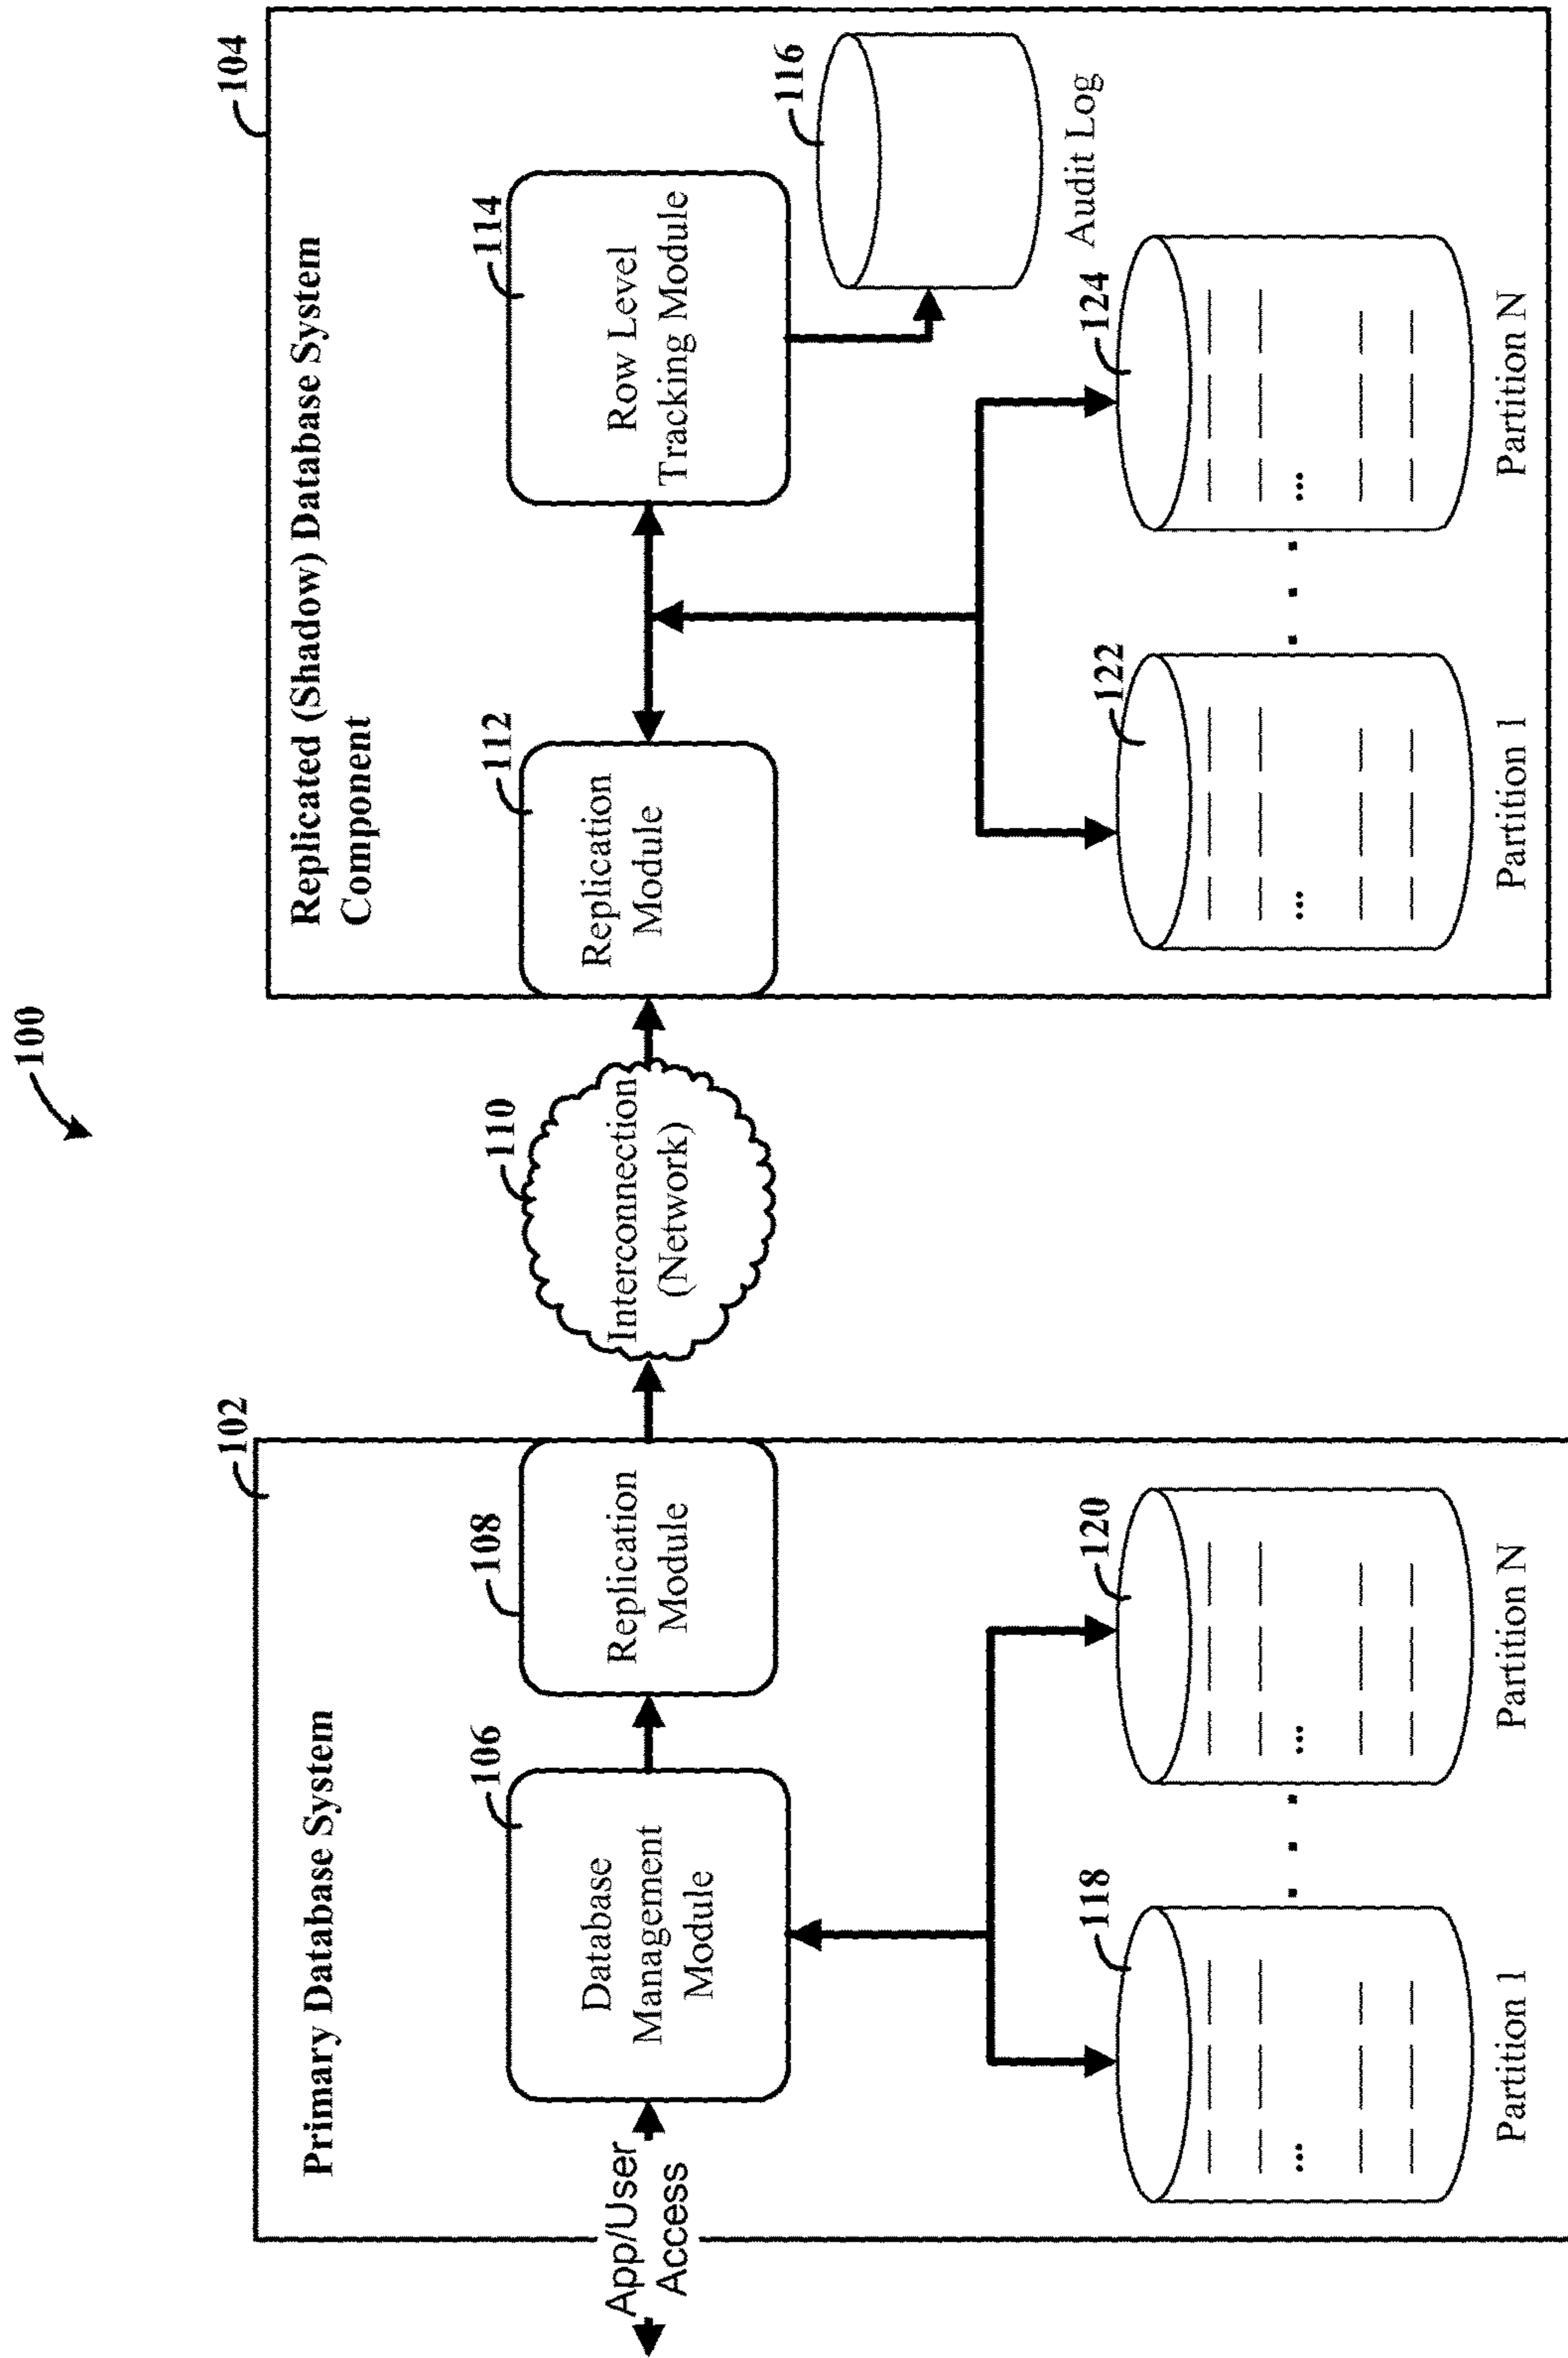 100
102
Primary Database System
106
Database
Management
Module
108
Replication
Module
App/User
Access
118
Partition 1
. . .
120
Partition N
110
Interconnection
(Network)
104
Replicated (Shadow) Database System
Component
112
Replication
Module
114
Row Level
Tracking Module
116
Audit Log
122
Partition 1
. . .
124
Partition N